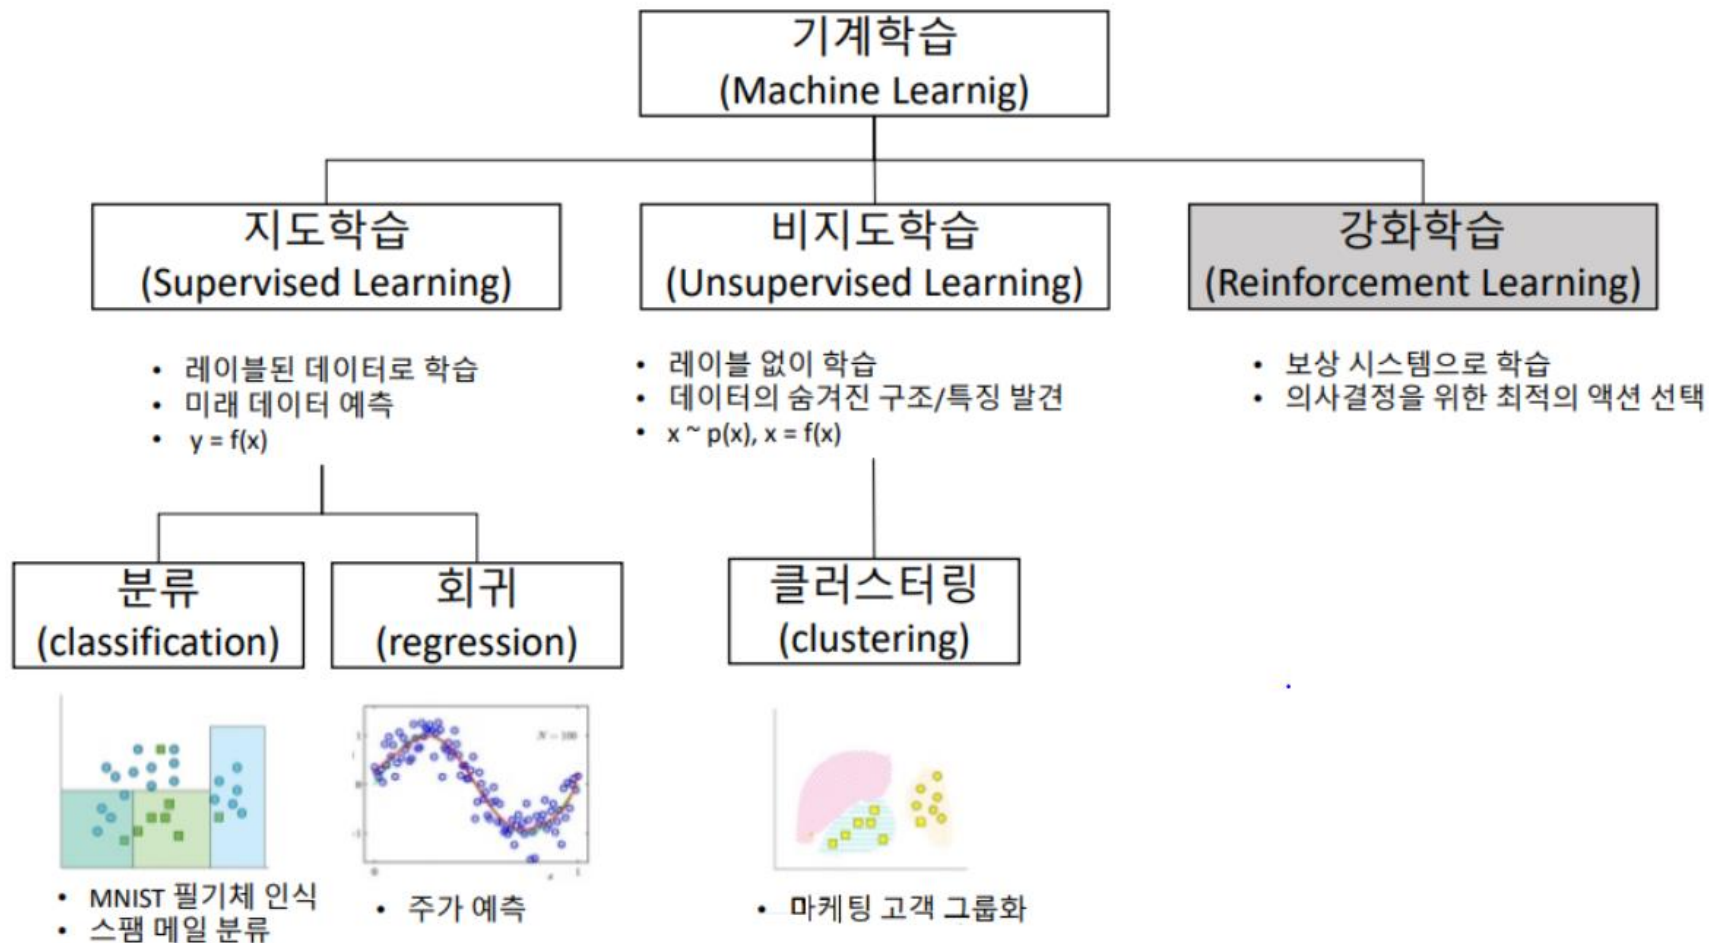 기계학습
(Machine Learnig)
지도학습
(Supervised Learning)
비지도학습
(Unsupervised Learning)
강화학습
(Reinforcement Learning)
• 레이블된 데이터로 학습
• 미래 데이터 예측
• y = f(x)
• 레이블 없이 학습
• 데이터의 숨겨진 구조/특징 발견
• x ~ p(x), x = f(x)
• 보상 시스템으로 학습
• 의사결정을 위한 최적의 액션 선택
분류
(classification)
회귀
(regression)
클러스터링
(clustering)
N = 100
1
0
-1
0
1
• MNIST 필기체 인식
• 스팸 메일 분류
• 주가 예측
• 마케팅 고객 그룹화